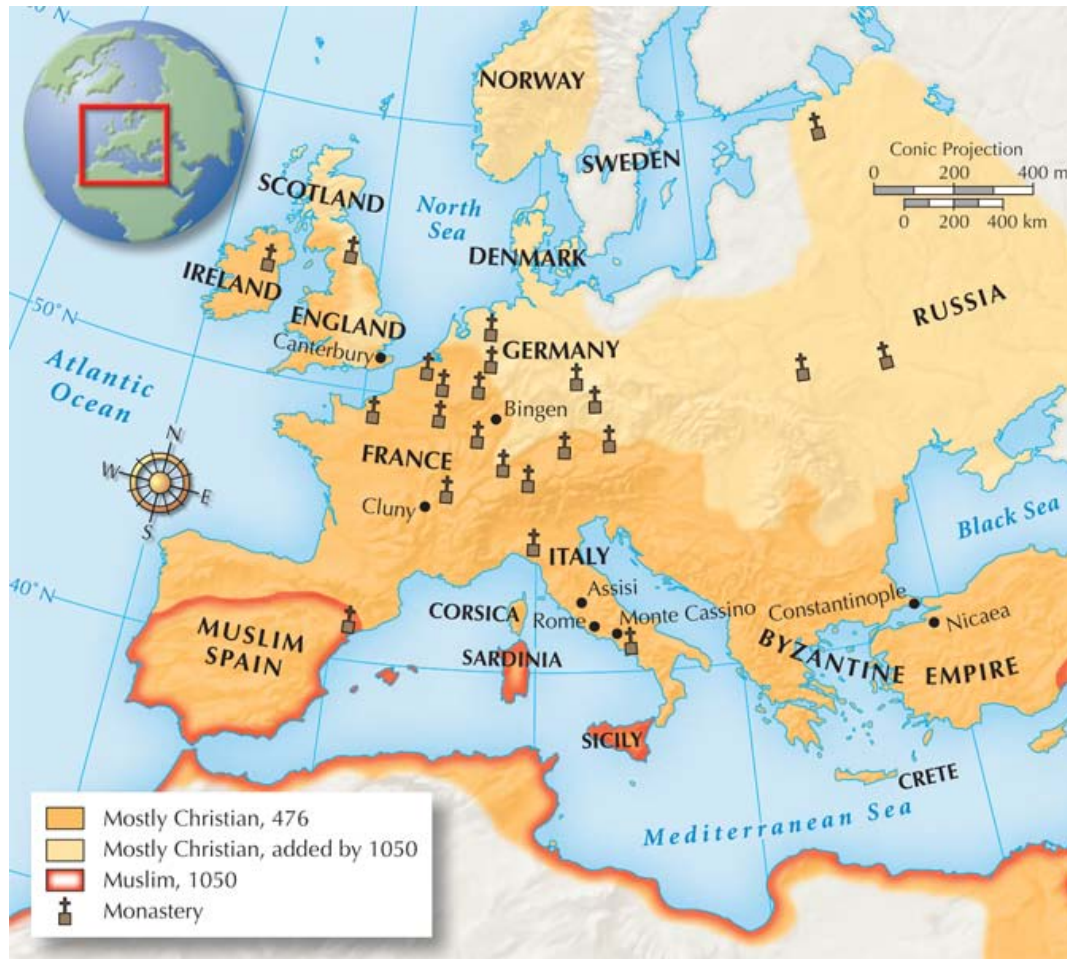 60°N
NORWAY
SWEDEN
Conic Projection
0 200 400 m
0 200 400 km
SCOTLAND
North
Sea
DENMARK
IRELAND
RUSSIA
50°N
ENGLAND
Canterbury
GERMANY
Atlantic
Ocean
Bingen
N
W
E
S
FRANCE
Cluny
Black Sea
ITALY
40°N
Assisi
CORSICA
Rome
Monte Cassino
Constantinople
Nicaea
MUSLIM
SPAIN
SARDINIA
BYZANTINE EMPIRE
SICILY
CRETE
Mediterranean Sea
Mostly Christian, 476
Mostly Christian, added by 1050
Muslim, 1050
Monastery